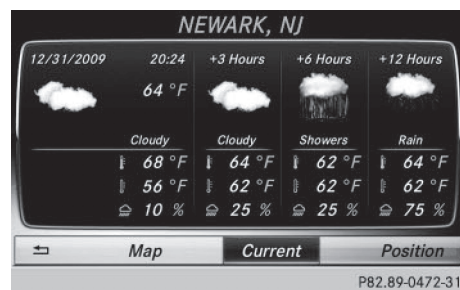 NEWARK, NJ
12/31/2009 20:24 +3 Hours +6 Hours +12 Hours
64 °F
Cloudy Cloudy Showers Rain
68 °F 64 °F 62 °F 64 °F
56 °F 62 °F 62 °F 62 °F
10 % 25 % 25 % 75 %
Map Current Position
P82.89-0472-31